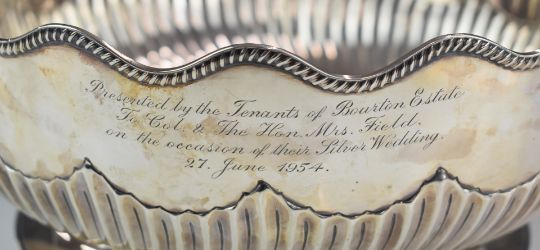 Presented by the Tenants of Bourton Estate
To Col. & The Hon. Mrs. Field.
on the occasion of their Silver Wedding.
27. June 1954.